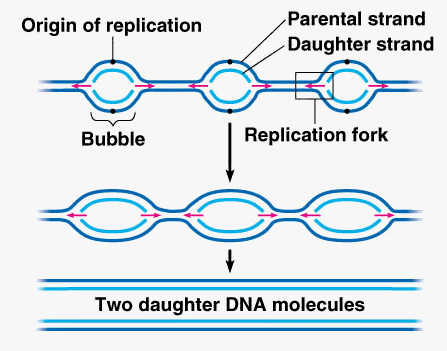 Origin of replication
Parental strand
Daughter strand
Bubble
Replication fork
Two daughter DNA molecules